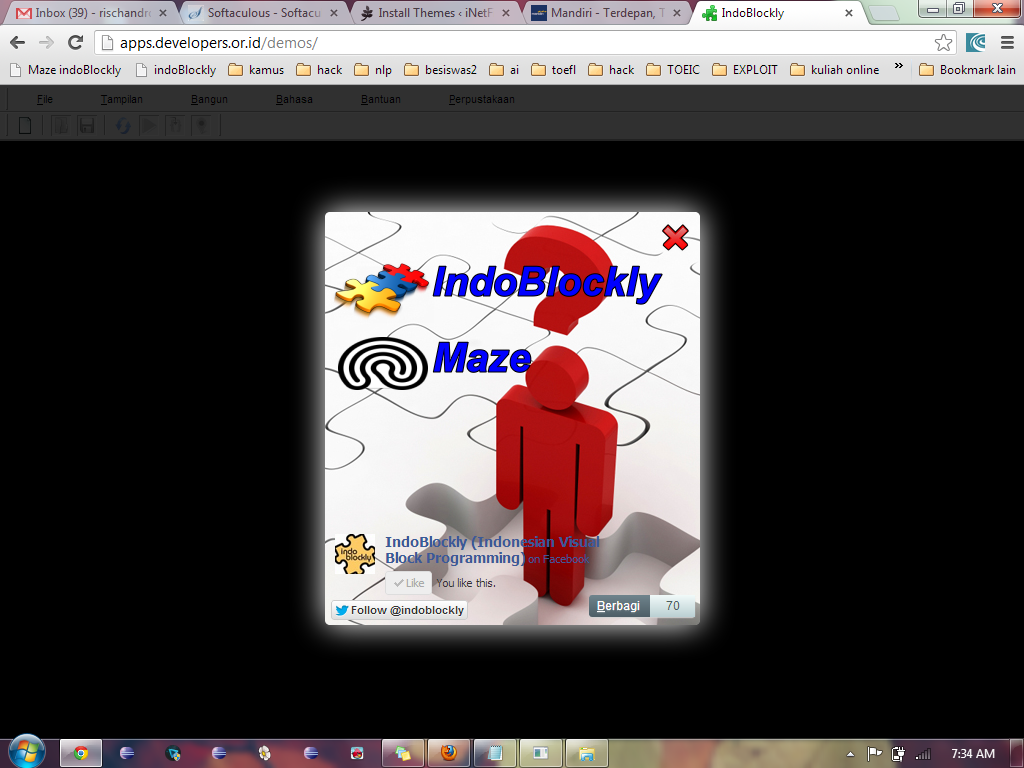 Inbox (39) - rischandr
Softaculous - Softacu
Install Themes ‹ iNetF
Mandiri - Terdepan, T
IndoBlockly
apps.developers.or.id/demos/
Maze indoBlockly
indoBlockly
kamus
hack
nlp
besiswas2
ai
toefl
hack
TOEIC
EXPLOIT
kuliah online
»
Bookmark lain
File
Tampilan
Bangun
Bahasa
Bantuan
Perpustakaan
IndoBlockly
Maze
Indo
blockly
IndoBlockly (Indonesian Visual
Block Programming) on Facebook
Like
You like this.
Follow @indoblockly
Berbagi
70
7:34 AM